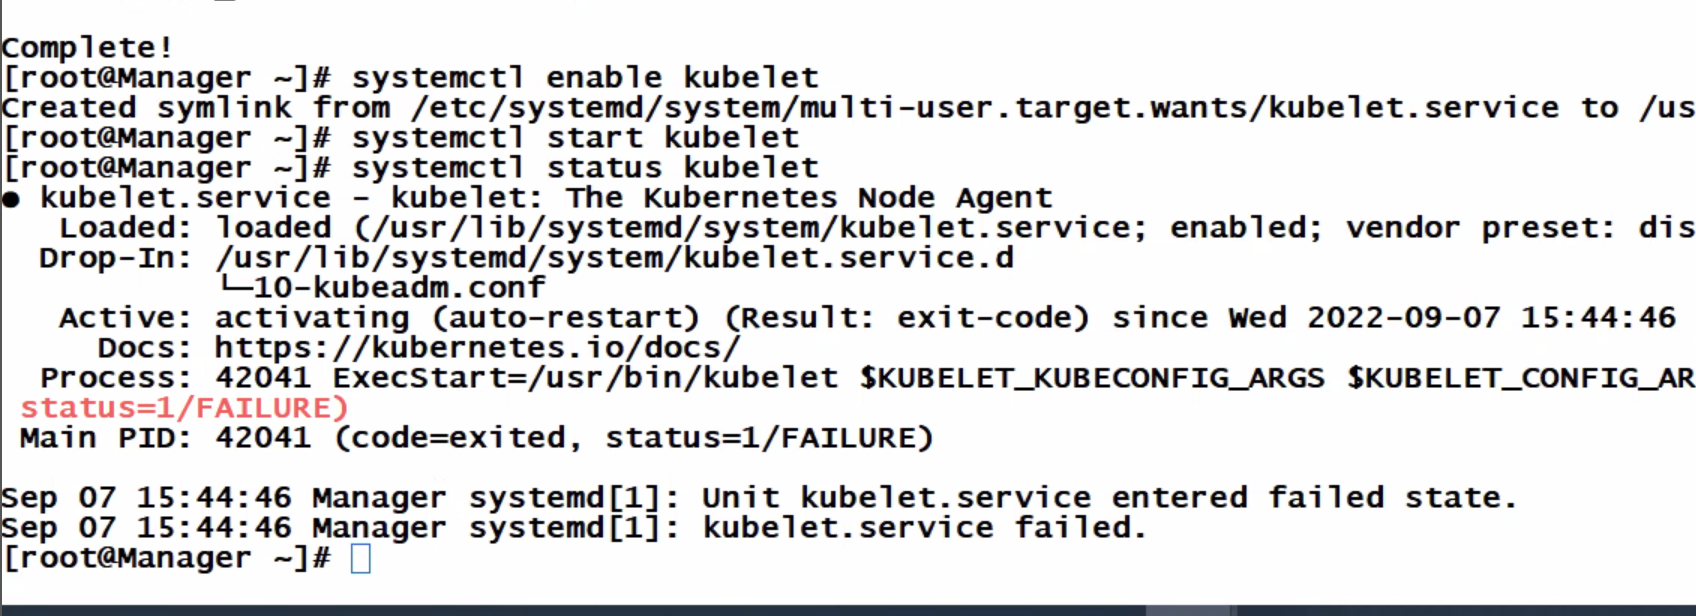 Complete!
[root@Manager ~]# systemctl enable kubelet
Created symlink from /etc/systemd/system/multi-user.target.wants/kubelet.service to /us
[root@Manager ~]# systemctl start kubelet
[root@Manager ~]# systemctl status kubelet
● kubelet.service - kubelet: The Kubernetes Node Agent
   Loaded: loaded (/usr/lib/systemd/system/kubelet.service; enabled; vendor preset: dis
  Drop-In: /usr/lib/systemd/system/kubelet.service.d
           └─10-kubeadm.conf
   Active: activating (auto-restart) (Result: exit-code) since Wed 2022-09-07 15:44:46
     Docs: https://kubernetes.io/docs/
  Process: 42041 ExecStart=/usr/bin/kubelet $KUBELET_KUBECONFIG_ARGS $KUBELET_CONFIG_AR
 status=1/FAILURE)
 Main PID: 42041 (code=exited, status=1/FAILURE)
Sep 07 15:44:46 Manager systemd[1]: Unit kubelet.service entered failed state.
Sep 07 15:44:46 Manager systemd[1]: kubelet.service failed.
[root@Manager ~]#